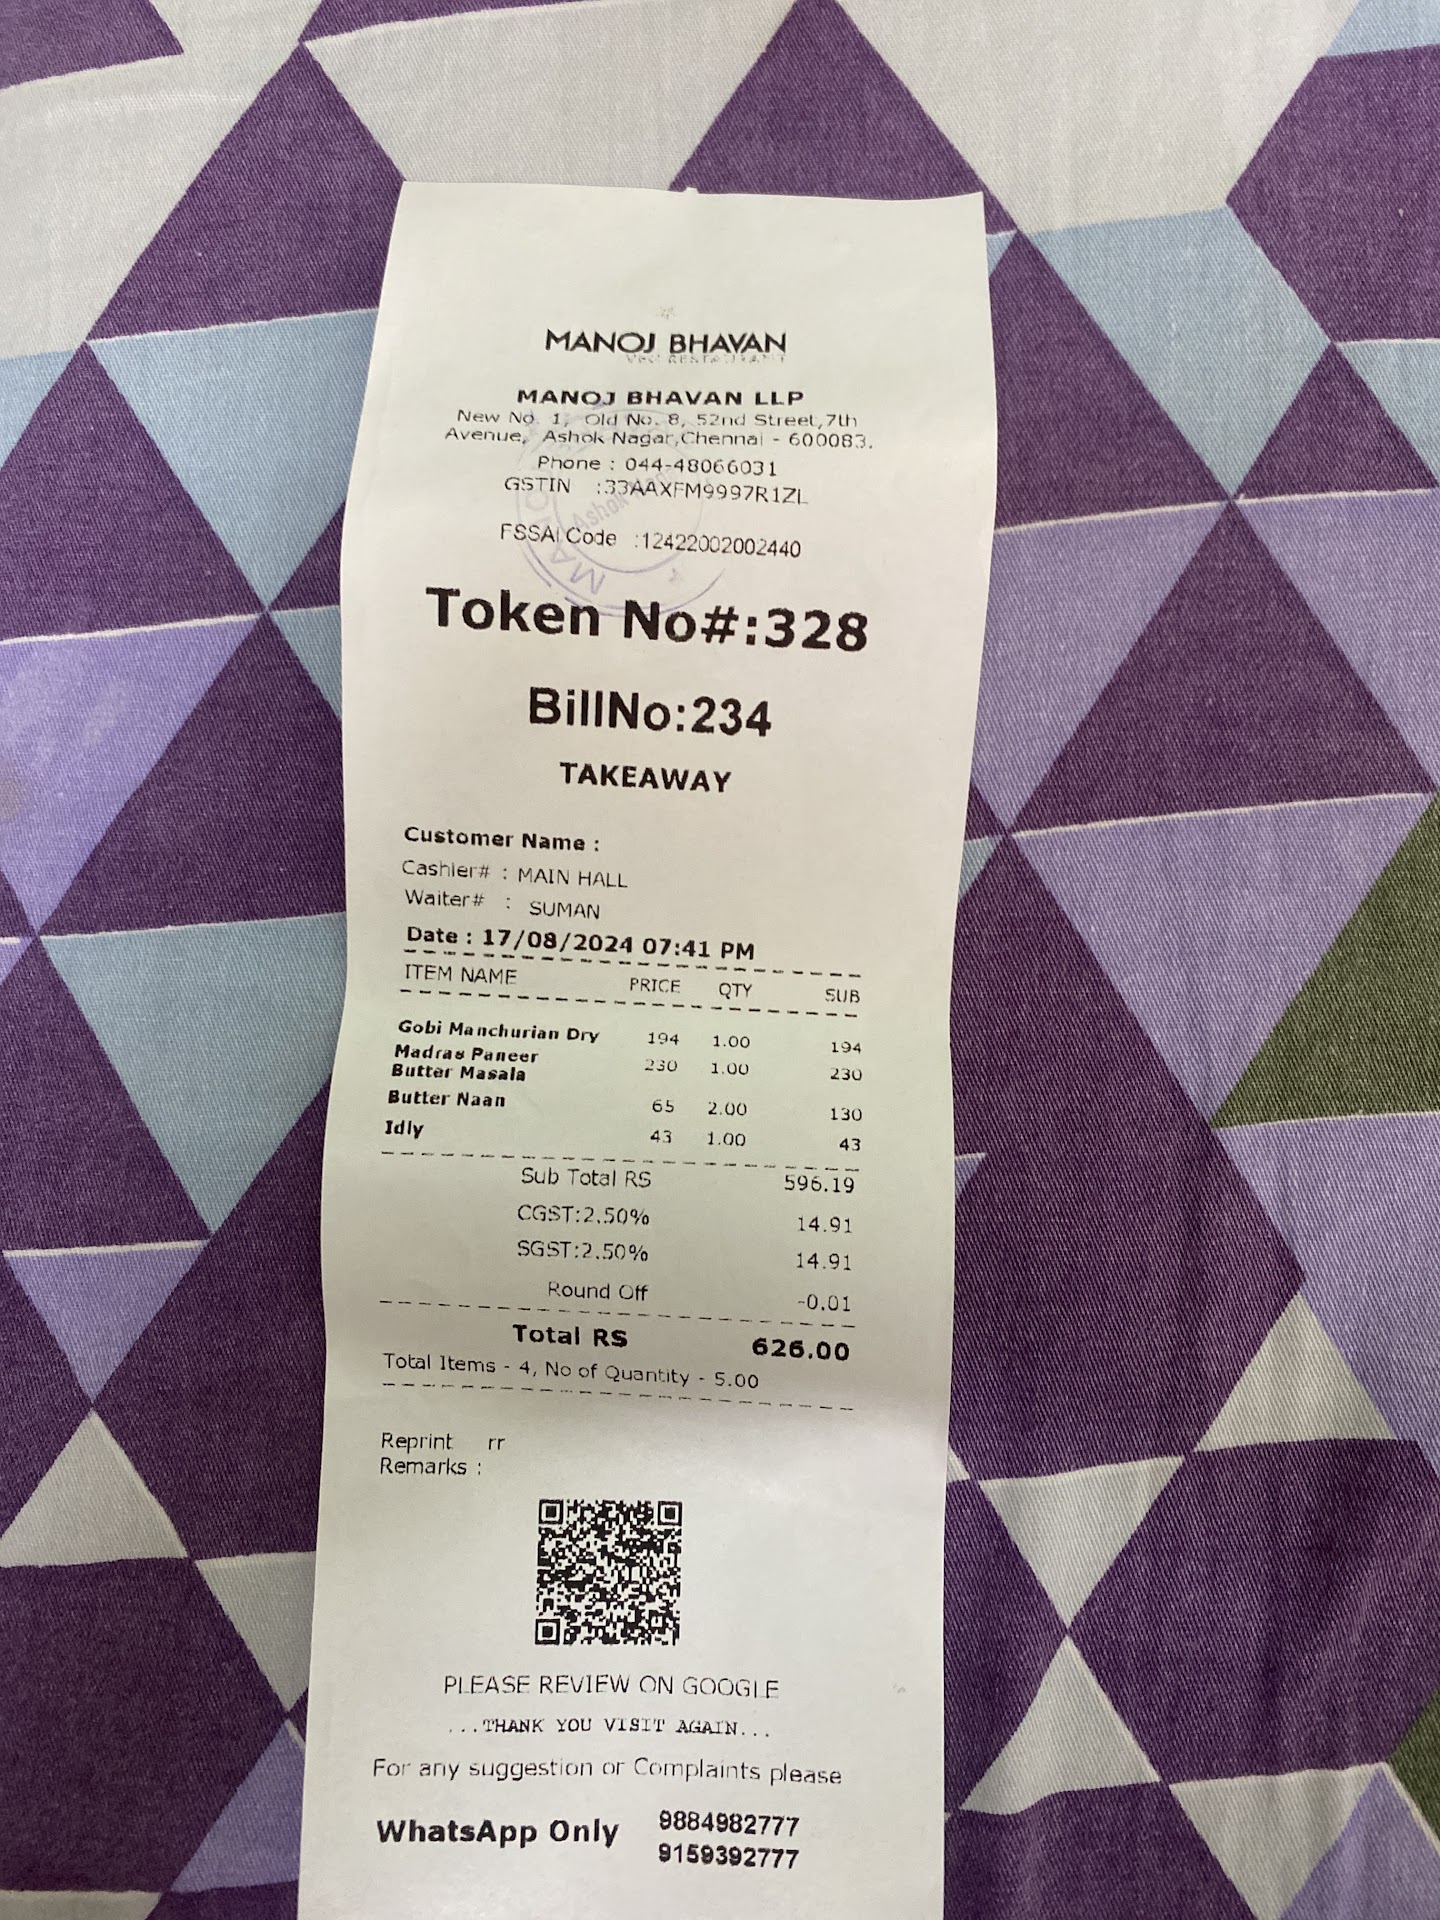 MANOJ BHAVAN
VEG RESTAURANT
MANOJ BHAVAN LLP
New No 1, Old No. 8, 52nd Street,7th
Avenue, Ashok Nagar,Chennai - 600083.
Phone : 044-48066031
GSTIN :33AAXFM9997R1ZL
FSSAI Code :12422002002440
Token No#:328
BillNo:234
TAKEAWAY
Customer Name :
Cashier# : MAIN HALL
Waiter# : SUMAN
Date : 17/08/2024 07:41 PM
ITEM NAME PRICE QTY SUB
Gobi Manchurian Dry 194 1.00 194
Madras Paneer 230 1.00 230
Butter Masala
Butter Naan 65 2.00 130
Idly 43 1.00 43
Sub Total RS 596.19
CGST:2.50% 14.91
SGST:2.50% 14.91
Round Off -0.01
Total RS 626.00
Total Items - 4, No of Quantity - 5.00
Reprint rr
Remarks :
PLEASE REVIEW ON GOOGLE
...THANK YOU VISIT AGAIN...
For any suggestion or Complaints please
WhatsApp Only 9884982777
9159392777